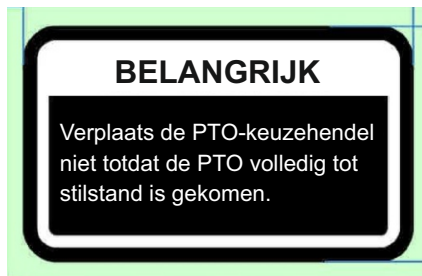 BELANGRIJK
Verplaats de PTO-keuzehendel
niet totdat de PTO volledig tot
stilstand is gekomen.